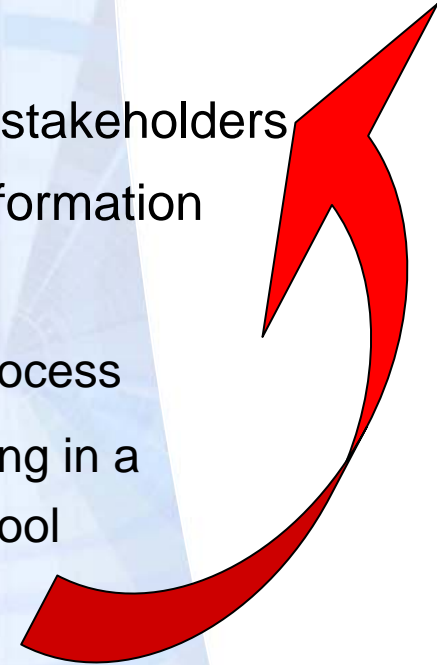 stakeholders
formation
ocess
ng in a
ool